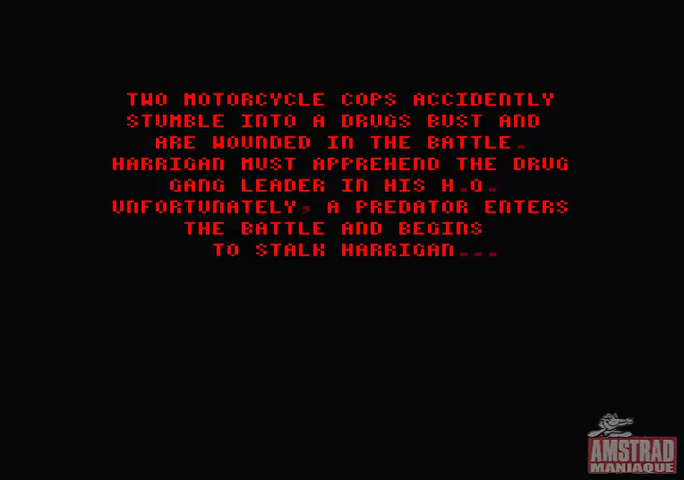 TWO MOTORCYCLE COPS ACCIDENTLY
STUMBLE INTO A DRUGS BUST AND
ARE WOUNDED IN THE BATTLE.
HARRIGAN MUST APPREHEND THE DRUG
GANG LEADER IN HIS H.Q.
UNFORTUNATELY, A PREDATOR ENTERS
THE BATTLE AND BEGINS
TO STALK HARRIGAN...
AMSTRAD
MANIAQUE